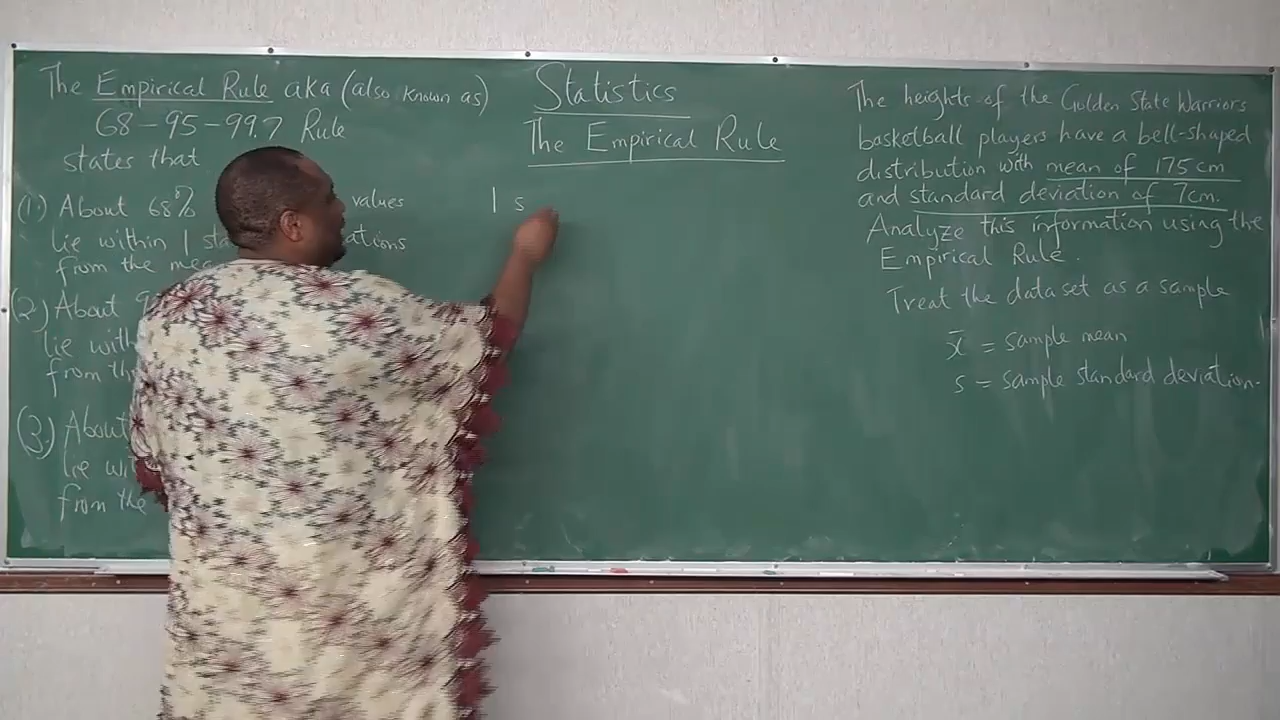 The Empirical Rule aka (also known as)
68-95-99.7 Rule
states that
(1.) About 68% values
lie within 1 ations
from the
(2.) About 9
lie with
from th
(3.) About
lie wi
from the
Statistics
The Empirical Rule
1 s
The heights of the Golden State Warriors
basketball players have a bell-shaped
distribution with mean of 175 cm
and standard deviation of 7cm.
Analyze this information using the
Empirical Rule.
Treat the dataset as a sample
x̄ = sample mean
s = sample standard deviation.